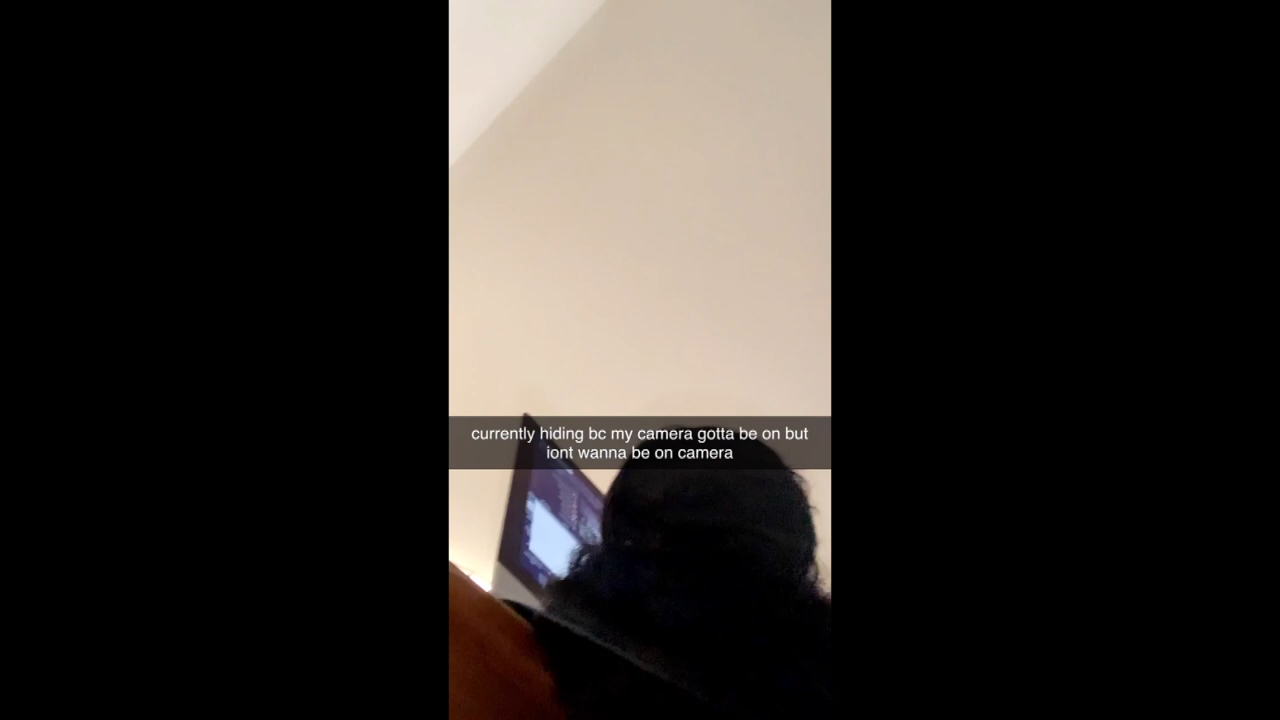 currently hiding bc my camera gotta be on but
iont wanna be on camera